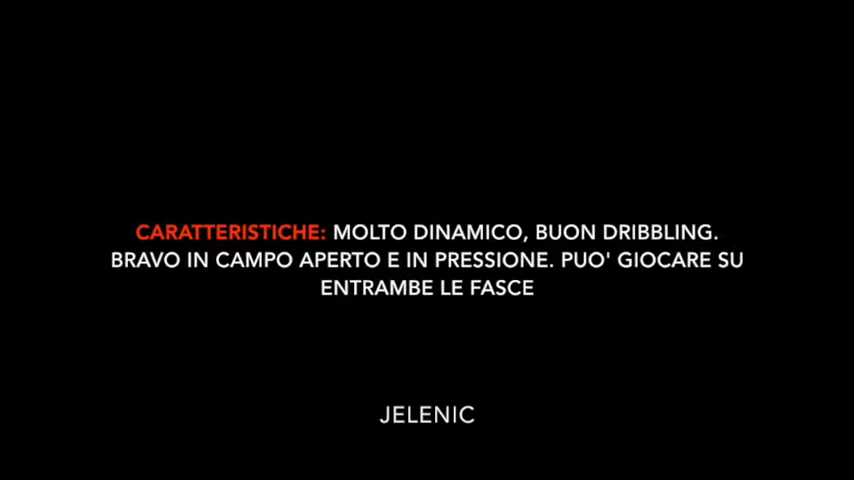 CARATTERISTICHE: MOLTO DINAMICO, BUON DRIBBLING.
BRAVO IN CAMPO APERTO E IN PRESSIONE. PUO' GIOCARE SU
ENTRAMBE LE FASCE
JELENIC